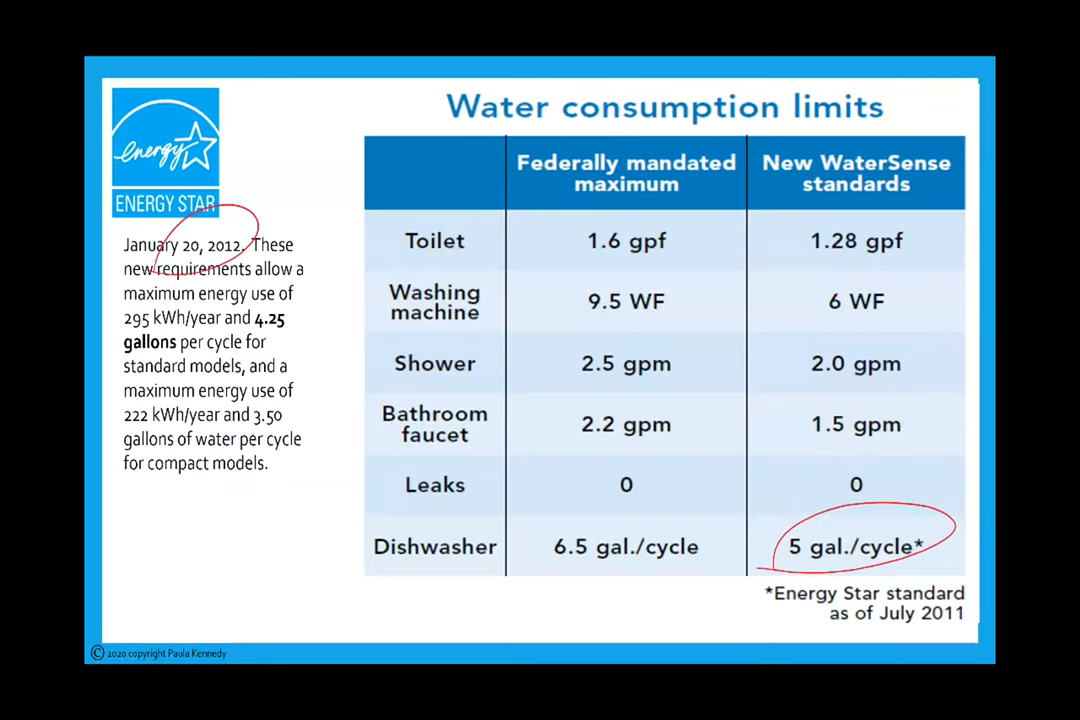 energy
ENERGY STAR
January 20, 2012. These
new requirements allow a
maximum energy use of
295 kWh/year and 4.25
gallons per cycle for
standard models, and a
maximum energy use of
222 kWh/year and 3.50
gallons of water per cycle
for compact models.
Water consumption limits
Federally mandated maximum New WaterSense standards
Toilet 1.6 gpf 1.28 gpf
Washing machine 9.5 WF 6 WF
Shower 2.5 gpm 2.0 gpm
Bathroom faucet 2.2 gpm 1.5 gpm
Leaks 0 0
Dishwasher 6.5 gal./cycle 5 gal./cycle*
*Energy Star standard
as of July 2011
© 2020 copyright Paula Kennedy